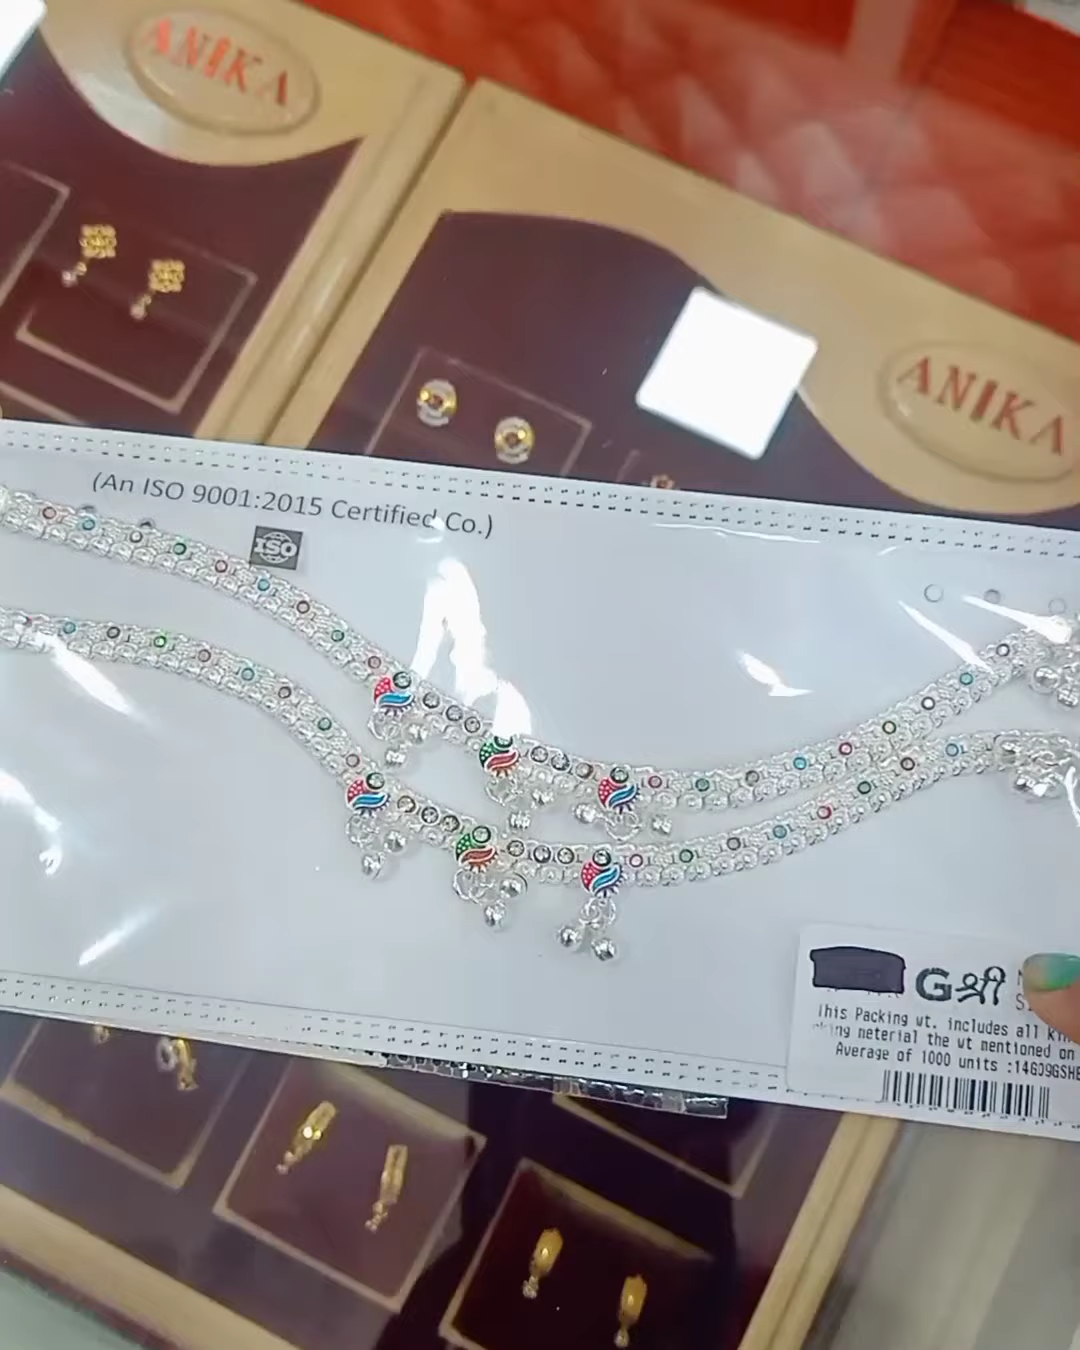 ANIKA
ANIKA
(An ISO 9001:2015 Certified Co.)
ISO
Gश्री
This Packing wt. includes all
meterial the wt mentioned on
Average of 1000 units :14G09GSHE